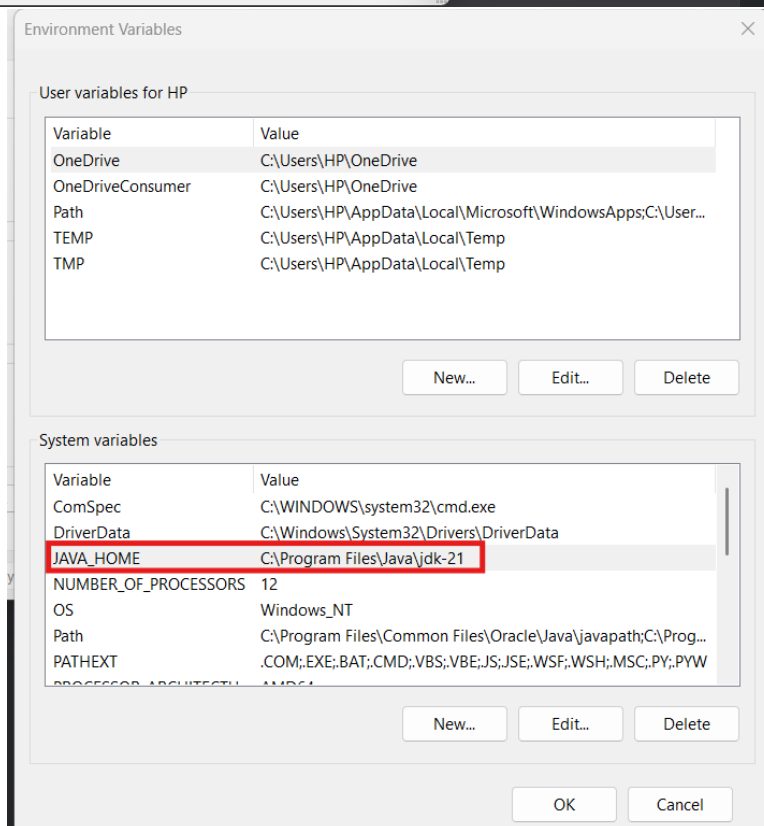 Environment Variables
User variables for HP
Variable Value
OneDrive C:\Users\HP\OneDrive
OneDriveConsumer C:\Users\HP\OneDrive
Path C:\Users\HP\AppData\Local\Microsoft\WindowsApps;C:\User...
TEMP C:\Users\HP\AppData\Local\Temp
TMP C:\Users\HP\AppData\Local\Temp
New... Edit... Delete
System variables
Variable Value
ComSpec C:\WINDOWS\system32\cmd.exe
DriverData C:\Windows\System32\Drivers\DriverData
JAVA_HOME C:\Program Files\Java\jdk-21
NUMBER_OF_PROCESSORS 12
OS Windows_NT
Path C:\Program Files\Common Files\Oracle\Java\javapath;C:\Prog...
PATHEXT .COM;.EXE;.BAT;.CMD;.VBS;.VBE;.JS;.JSE;.WSF;.WSH;.MSC;.PY;.PYW
New... Edit... Delete
OK Cancel